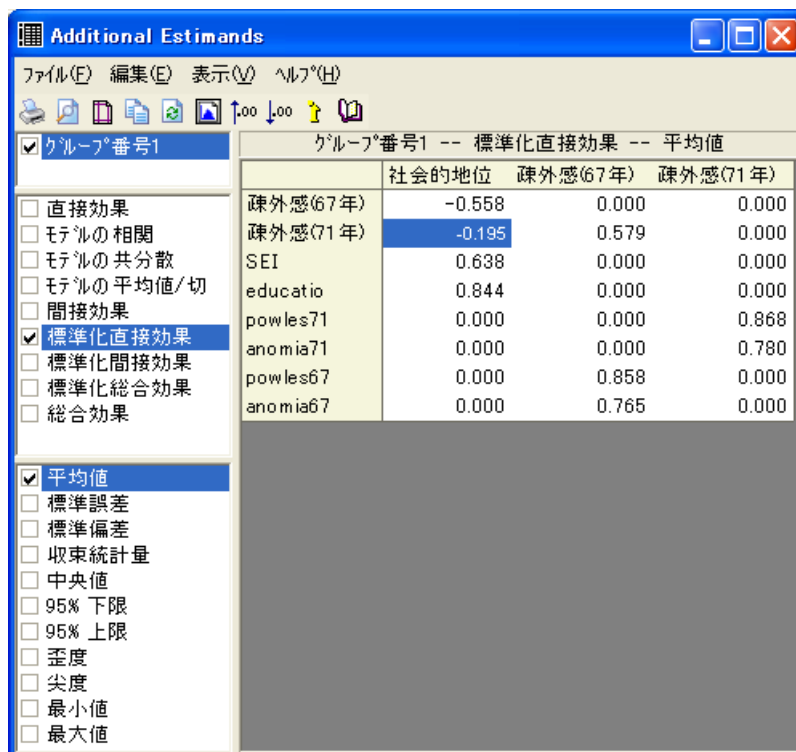 Additional Estimands
ファイル(F) 編集(E) 表示(V) ヘルプ(H)
グループ番号1
グループ番号1 -- 標準化直接効果 -- 平均値
社会的地位 疎外感(67年) 疎外感(71年)
疎外感(67年) -0.558 0.000 0.000
疎外感(71年) -0.195 0.579 0.000
SEI 0.638 0.000 0.000
educatio 0.844 0.000 0.000
powles71 0.000 0.000 0.868
anomia71 0.000 0.000 0.780
powles67 0.000 0.858 0.000
anomia67 0.000 0.765 0.000
直接効果
モデルの相関
モデルの共分散
モデルの平均値/切
間接効果
標準化直接効果
標準化間接効果
標準化総合効果
総合効果
平均値
標準誤差
標準偏差
収束統計量
中央値
95% 下限
95% 上限
歪度
尖度
最小値
最大値